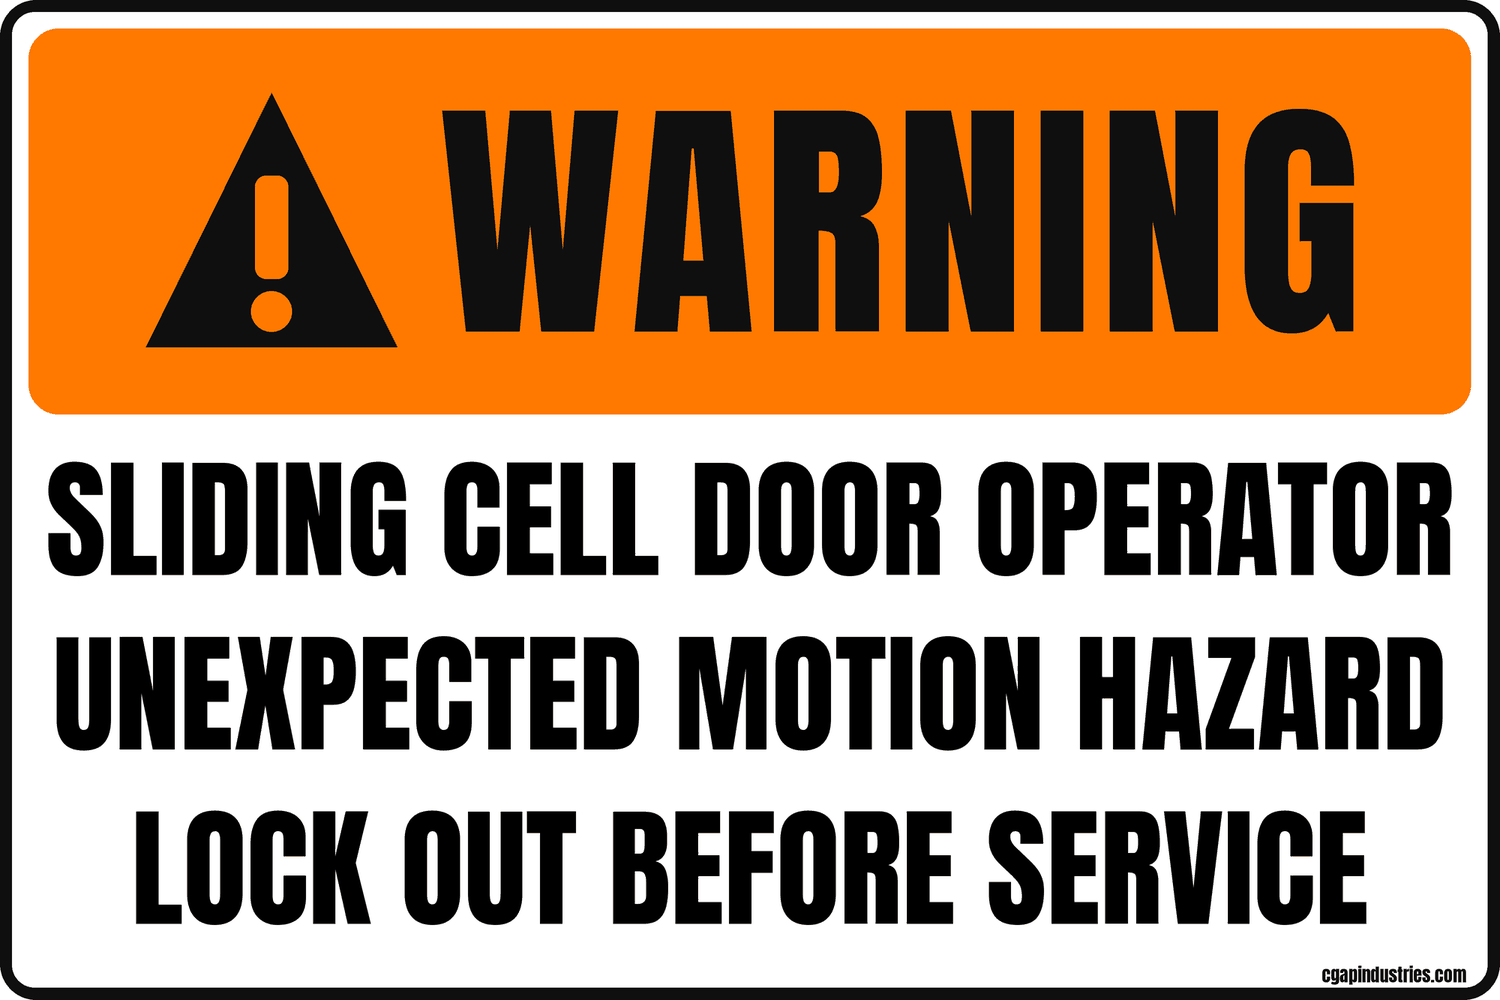 WARNING
SLIDING CELL DOOR OPERATOR
UNEXPECTED MOTION HAZARD
LOCK OUT BEFORE SERVICE
cgapindustries.com